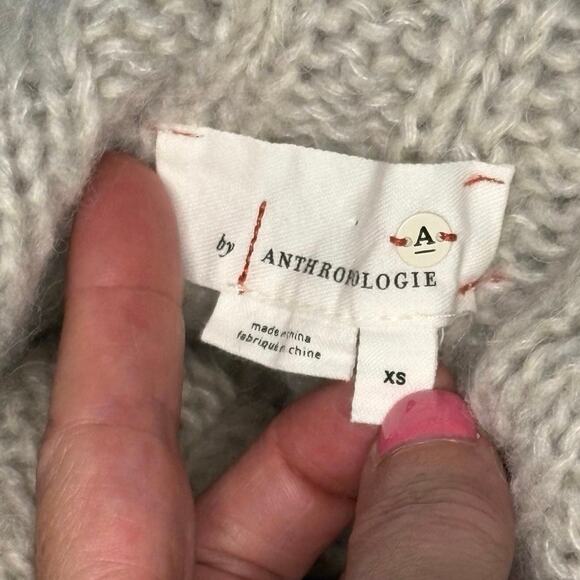 A
by ANTHROPOLOGIE
made in china
fabriqué en chine
XS